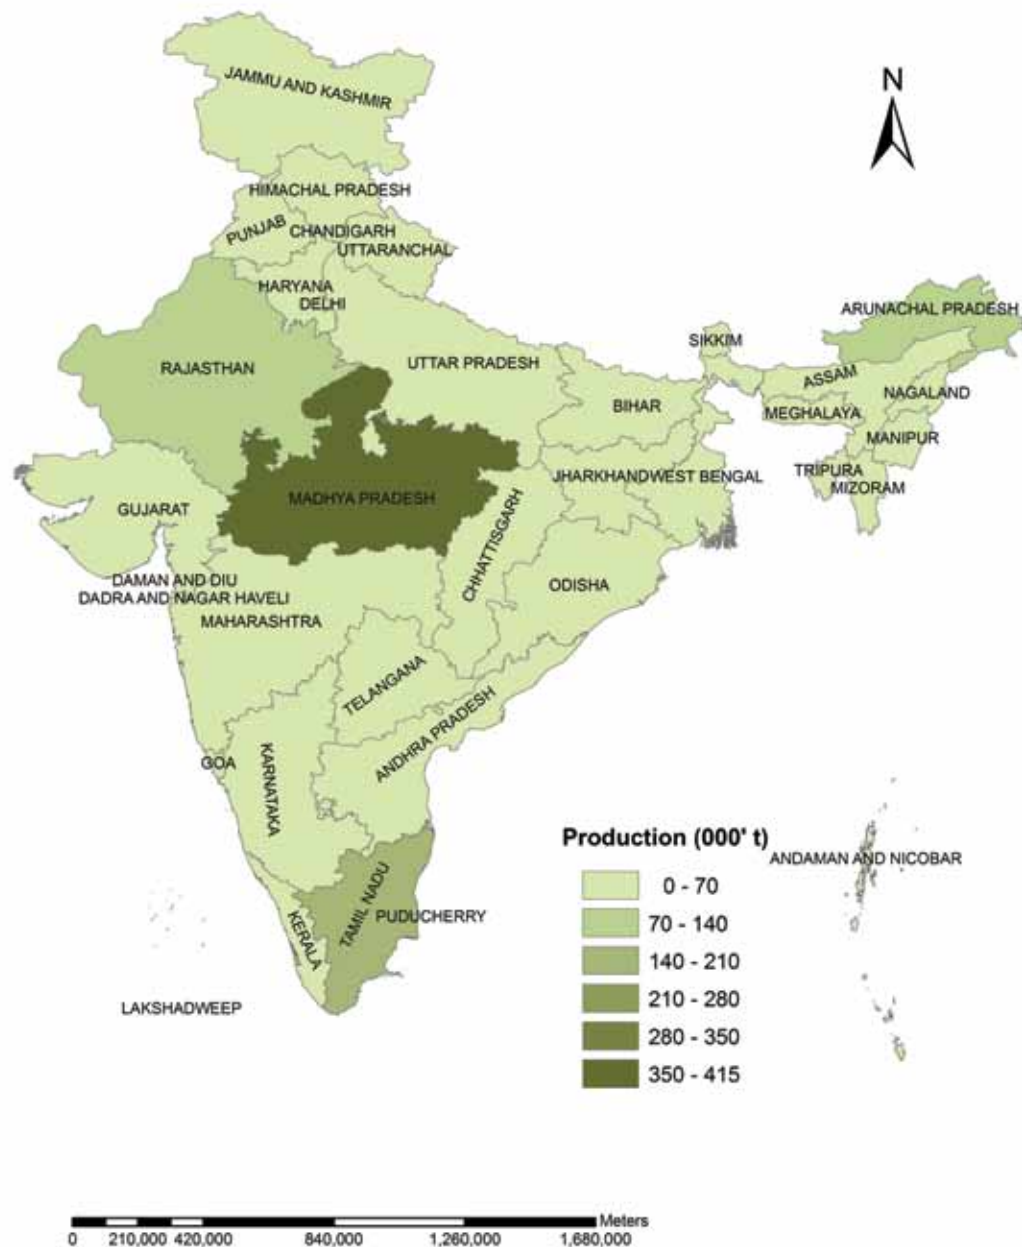 JAMMU AND KASHMIR
N
HIMACHAL PRADESH
PUNJAB
CHANDIGARH
UTTARANCHAL
HARYANA
DELHI
ARUNACHAL PRADESH
SIKKIM
RAJASTHAN
UTTAR PRADESH
ASSAM
NAGALAND
BIHAR
MEGHALAYA
MANIPUR
JHARKHAND
WEST BENGAL
TRIPURA
MIZORAM
MADHYA PRADESH
GUJARAT
CHHATTISGARH
DAMAN AND DIU
DADRA AND NAGAR HAVELI
ODISHA
MAHARASHTRA
TELANGANA
ANDHRA PRADESH
GOA
KARNATAKA
Production (000' t)
ANDAMAN AND NICOBAR
0 - 70
TAMIL NADU
PUDUCHERRY
KERALA
70 - 140
140 - 210
210 - 280
LAKSHADWEEP
280 - 350
350 - 415
Meters
0 210,000 420,000 840,000 1,260,000 1,680,000